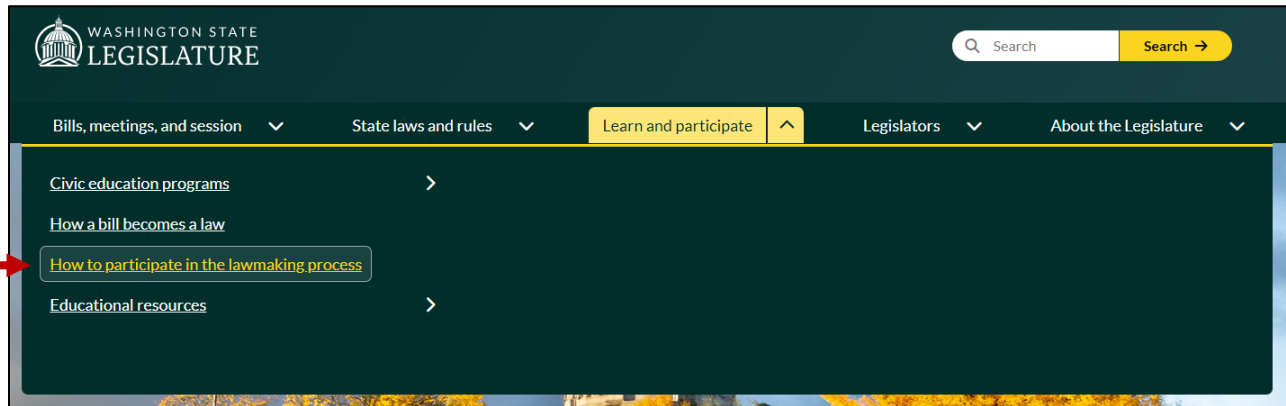 WASHINGTON STATE
LEGISLATURE
Search
Search →
Bills, meetings, and session
State laws and rules
Learn and participate
Legislators
About the Legislature
Civic education programs
How a bill becomes a law
How to participate in the lawmaking process
Educational resources